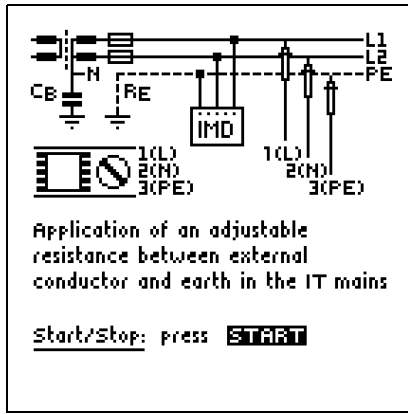 L1
L2
N
PE
CB
RE
IMD
1(L)
2(N)
3(PE)
1(L)
2(N)
3(PE)
Application of an adjustable
resistance between external
conductor and earth in the IT mains
Start/Stop: press START